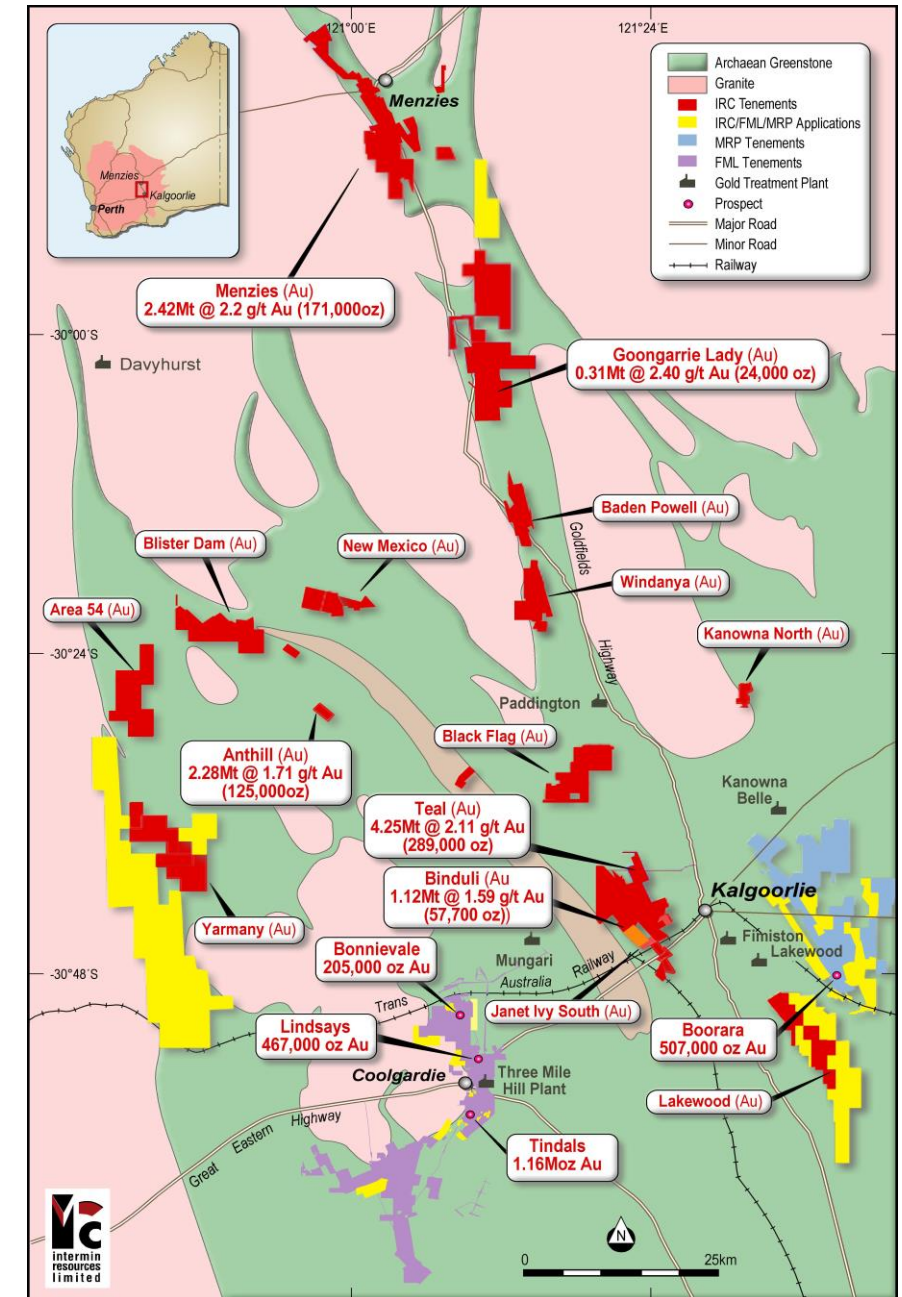 121°00´E
121°24´E
Menzies
Kalgoorlie
Perth
Archaean Greenstone
Granite
IRC Tenements
IRC/FML/MRP Applications
MRP Tenements
FML Tenements
Gold Treatment Plant
Prospect
Major Road
Minor Road
Railway
Menzies
Menzies (Au)
2.42Mt @ 2.2 g/t Au (171,000oz)
-30°00´S
Davyhurst
Goongarrie Lady (Au)
0.31Mt @ 2.40 g/t Au (24,000 oz)
Baden Powell (Au)
Goldfields
Highway
Blister Dam (Au)
New Mexico (Au)
Windanya (Au)
Area 54 (Au)
Kanowna North (Au)
-30°24´S
Paddington
Black Flag (Au)
Anthill (Au)
2.28Mt @ 1.71 g/t Au
(125,000oz)
Kanowna
Belle
Teal (Au)
4.25Mt @ 2.11 g/t Au
(289,000 oz)
Binduli (Au
1.12Mt @ 1.59 g/t Au
(57,700 oz))
Kalgoorlie
Yarmany (Au)
Bonnievale
205,000 oz Au
Mungari
Fimiston
Lakewood
-30°48´S
Trans Australia Railway
Janet Ivy South (Au)
Lindsays
467,000 oz Au
Boorara
507,000 oz Au
Coolgardie
Three Mile
Hill Plant
Lakewood (Au)
Great Eastern Highway
Tindals
1.16Moz Au
N
0 25km
intermin
resources
limited